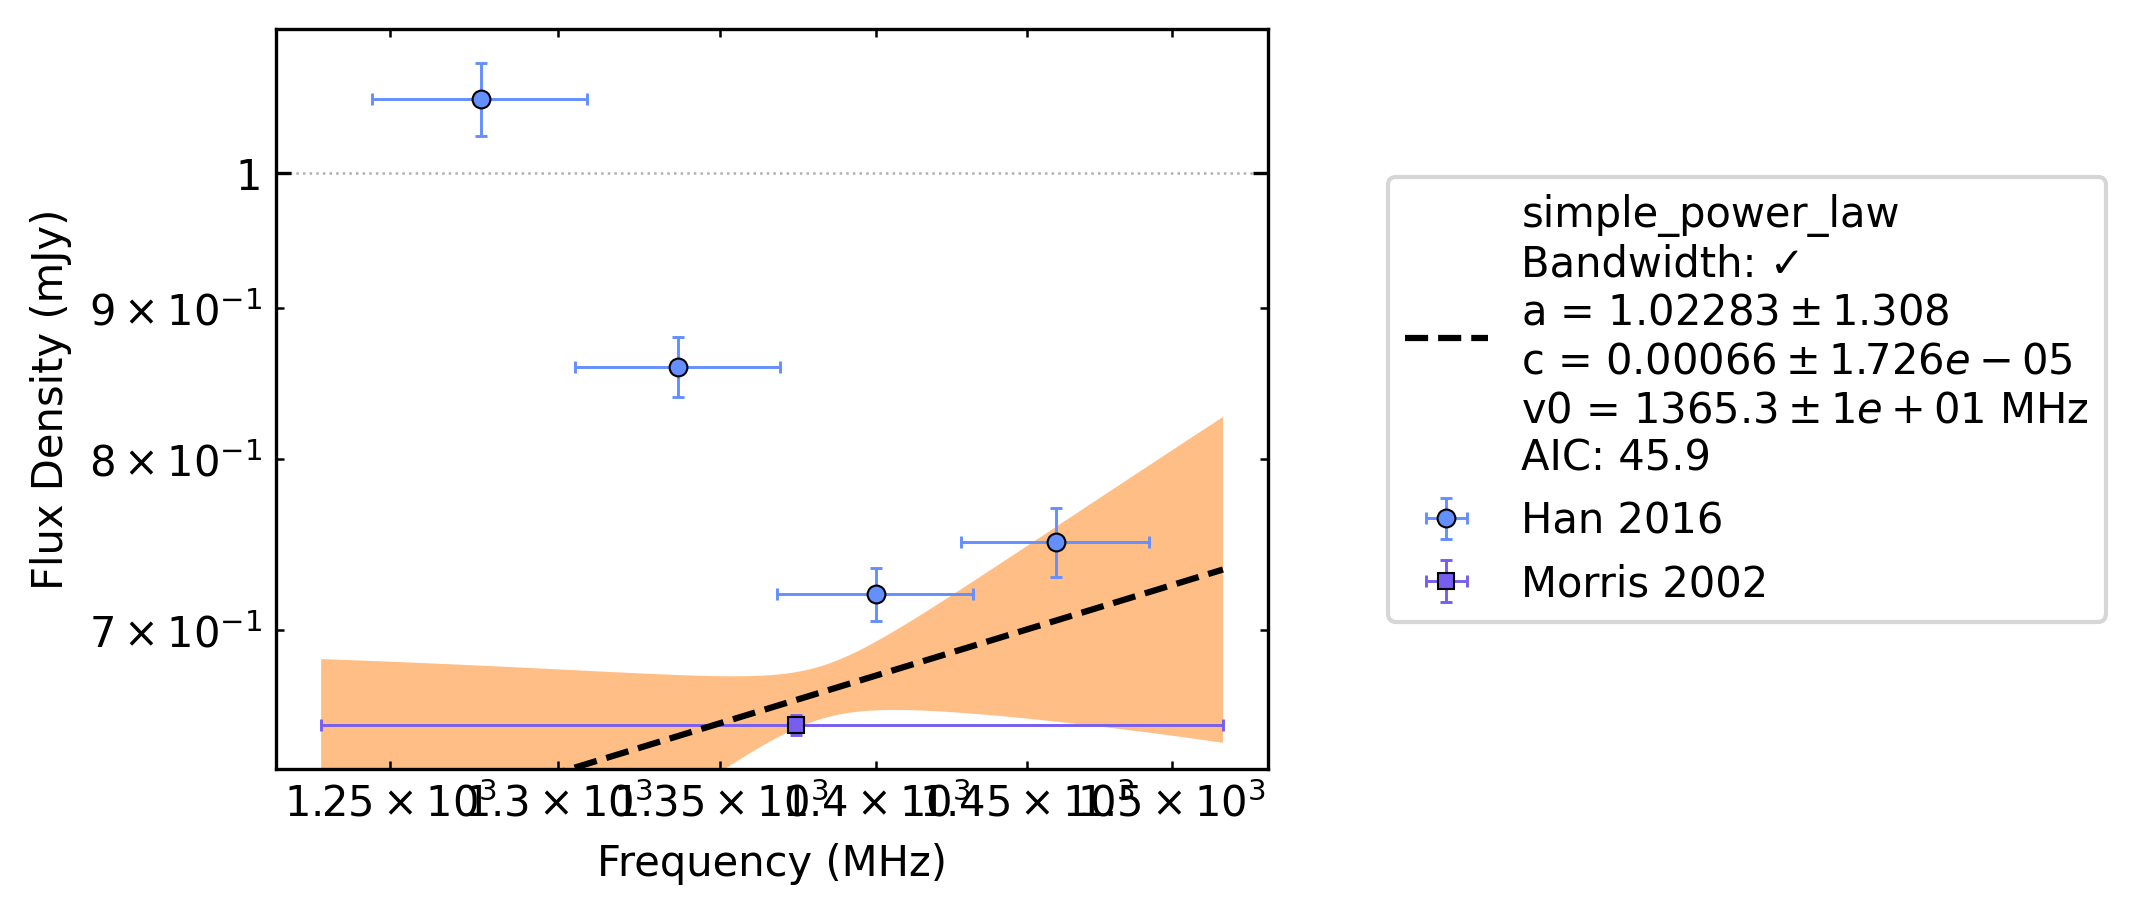 Flux Density (mJy)
1
9 × 10⁻¹
8 × 10⁻¹
7 × 10⁻¹
1.25 × 10³
1.3 × 10³
1.35 × 10³
1.4 × 10³
1.45 × 10³
1.5 × 10³
Frequency (MHz)
simple_power_law
Bandwidth: ✓
a = 1.02283 ± 1.308
c = 0.00066 ± 1.726e − 05
v0 = 1365.3 ± 1e + 01 MHz
AIC: 45.9
Han 2016
Morris 2002